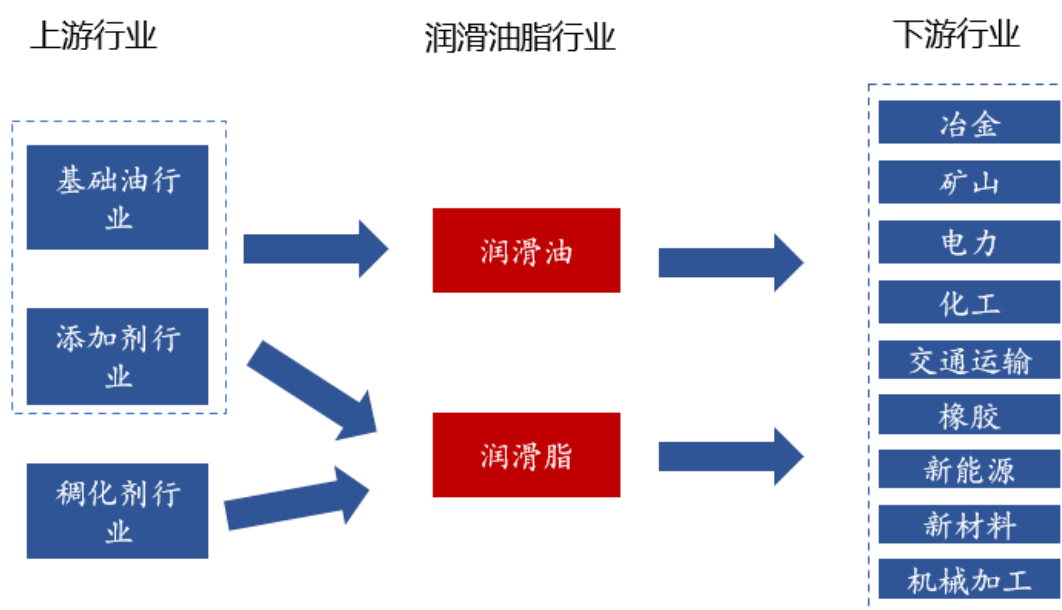 上游行业
润滑油脂行业
下游行业
基础油行
业
添加剂行
业
稠化剂行
业
润滑油
润滑脂
冶金
矿山
电力
化工
交通运输
橡胶
新能源
新材料
机械加工